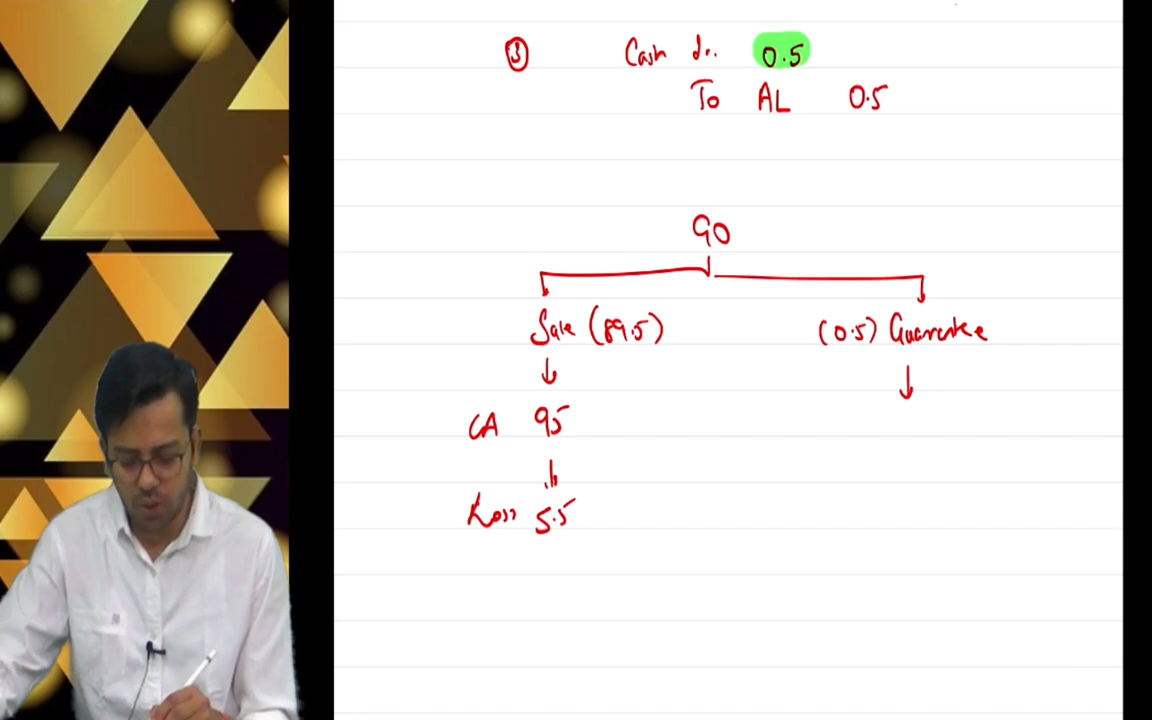 ③ Cash dr. 0.5
To AL 0.5
90
Sale (89.5) (0.5) Guarantee
CA 95
Loss 5.5